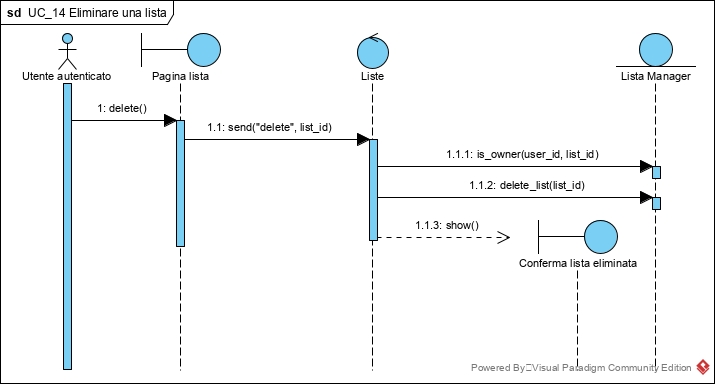 sd UC_14 Eliminare una lista
Utente autenticato
Pagina lista
Liste
Lista Manager
1: delete()
1.1: send("delete", list_id)
1.1.1: is_owner(user_id, list_id)
1.1.2: delete_list(list_id)
1.1.3: show()
Conferma lista eliminata
Powered By Visual Paradigm Community Edition